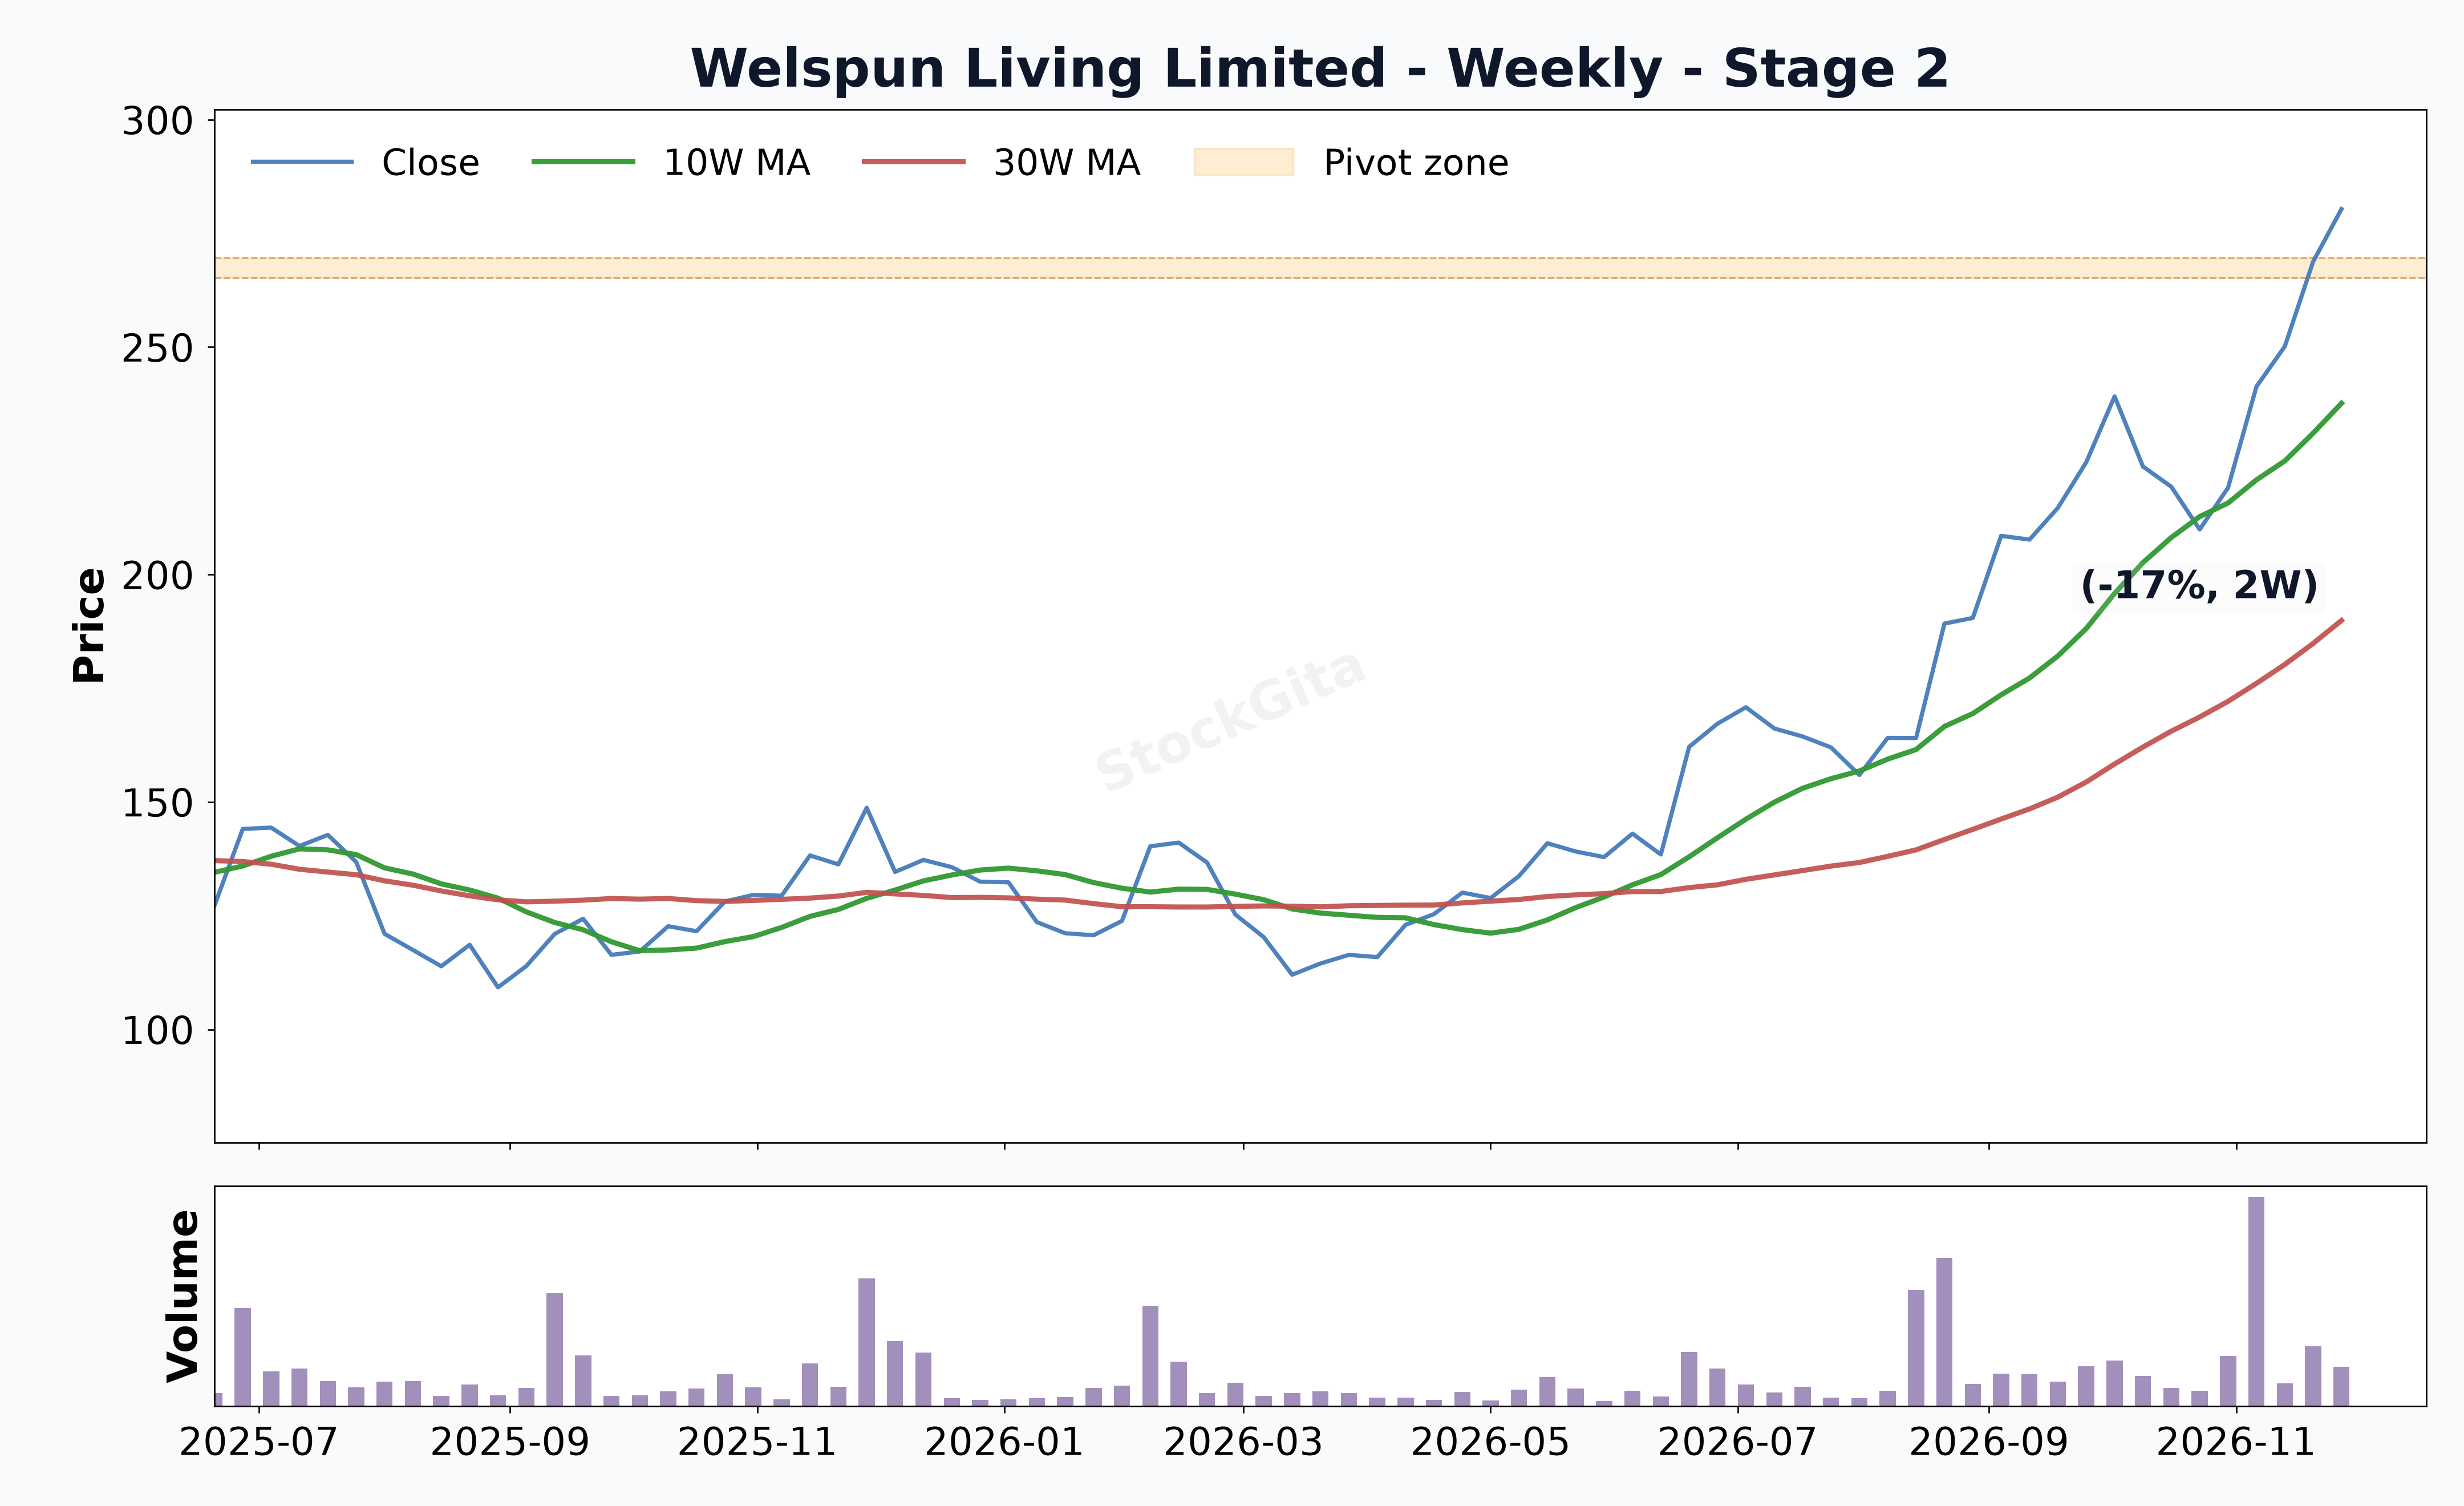 Welspun Living Limited - Weekly - Stage 2
Close 10W MA 30W MA Pivot zone
300
250
200
150
100
Price
(-17%, 2W)
StockGita
Volume
2025-07 2025-09 2025-11 2026-01 2026-03 2026-05 2026-07 2026-09 2026-11